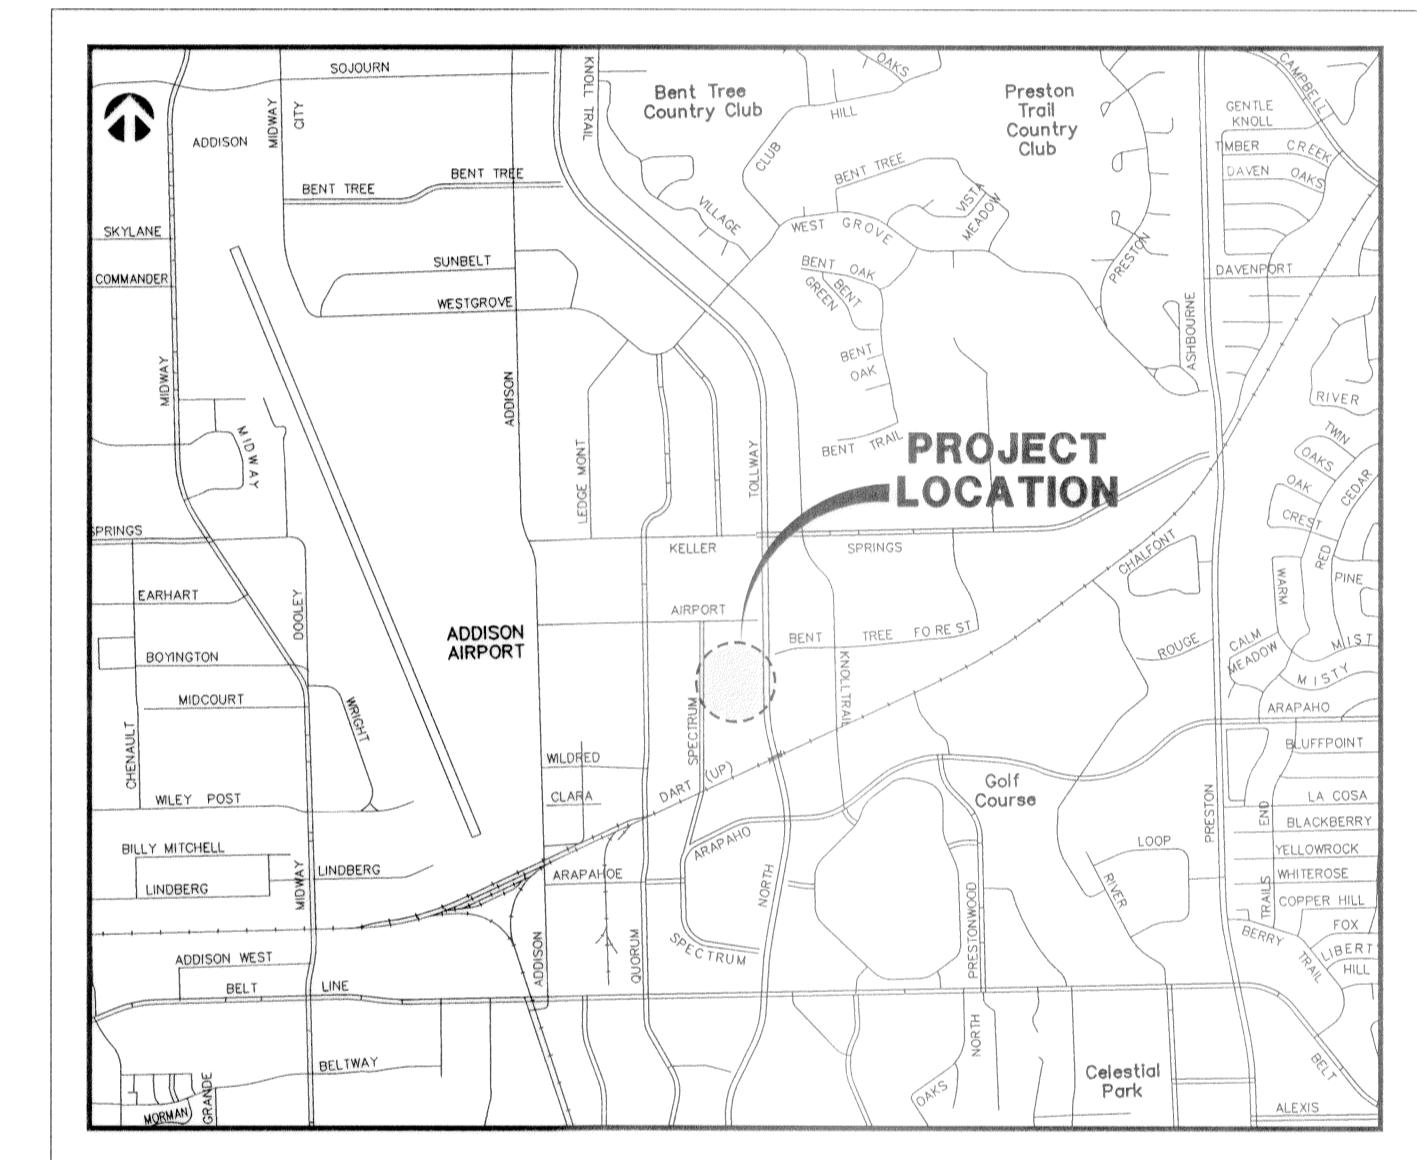 SOJOURN
KNOLL TRAIL
OAKS
CAMPBELL
Bent Tree
Country Club
Preston
Trail
Country
Club
GENTLE
KNOLL
MIDWAY
CITY
ADDISON
HILL
CLUB
TIMBER CREEK
DAVEN OAKS
BENT TREE
BENT TREE
BENT TREE
VISTA
MEADOW
VILLAGE
WEST GROVE
SKYLANE
COMMANDER
SUNBELT
WESTGROVE
BENT OAK
BENT
GREEN
PRESTON
DAVENPORT
ASHBOURNE
MIDWAY
ADDISON
BENT
OAK
RIVER
MIDWAY
LEDGE MONT
TOLLWAY
BENT TRAIL
PROJECT
LOCATION
TWIN
OAKS
OAK
CREST
CEDAR
RED
SPRINGS
KELLER
SPRINGS
CHALFONT
WARM
PINE
EARHART
DOOLEY
AIRPORT
ADDISON
AIRPORT
BENT TREE FOREST
BOYINGTON
MIDCOURT
WRIGHT
CHENAULT
KNOLLTRAIL
ROUGE
CALM
MEADOW
MIST
MISTY
ARAPAHO
SPECTRUM
BLUFFPOINT
WILDRED
CLARA
DART (UP)
Golf
Course
WILEY POST
PRESTON
END
LA COSA
BLACKBERRY
BILLY MITCHELL
ARAPAHO
LOOP
YELLOWROCK
LINDBERG
LINDBERG
MIDWAY
ARAPAHOE
NORTH
RIVER
WHITEROSE
TRAILS
COPPER HILL
PRESTONWOOD
BERRY
TRAIL
FOX
LIBERT
HILL
ADDISON WEST
ADDISON
QUORUM
SPECTRUM
BELT LINE
NORTH
BELTWAY
OAKS
Celestial
Park
BELT
MORMAN
GRANDE
ALEXIS